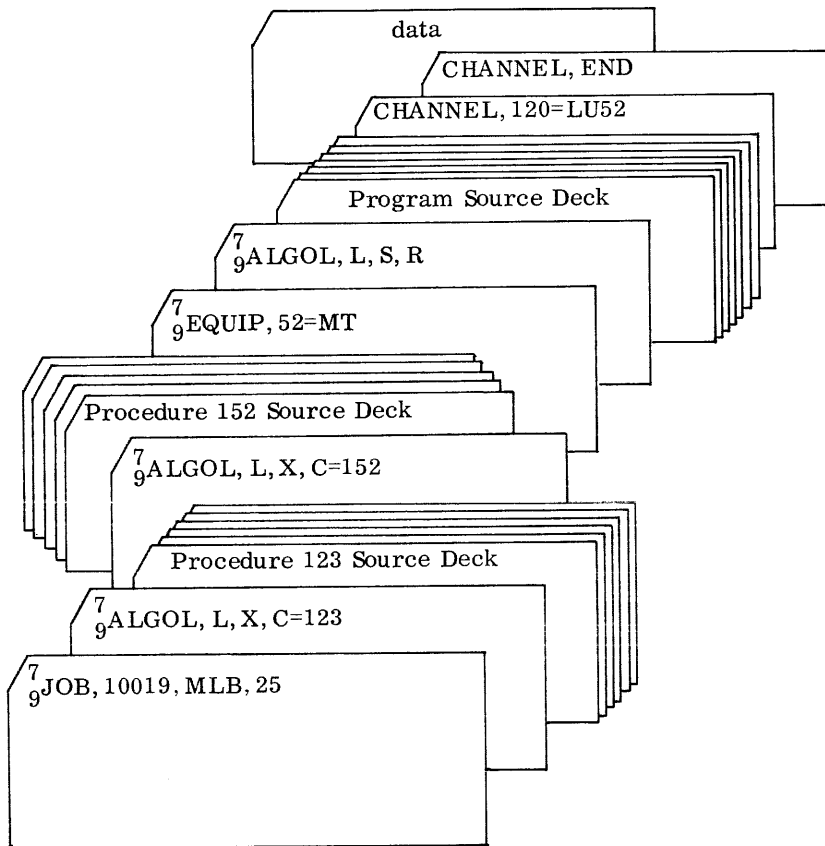 data
CHANNEL, END
CHANNEL, 120=LU52
Program Source Deck
7
9ALGOL, L, S, R
7
9EQUIP, 52=MT
Procedure 152 Source Deck
7
9ALGOL, L, X, C=152
Procedure 123 Source Deck
7
9ALGOL, L, X, C=123
7
9JOB, 10019, MLB, 25